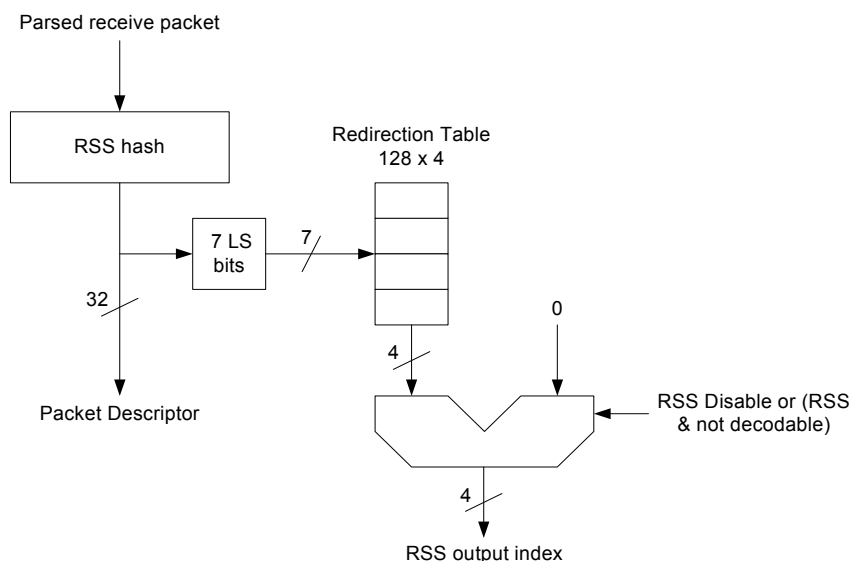 Parsed receive packet
RSS hash
Redirection Table
128 x 4
7 LS
bits
7
32
0
4
Packet Descriptor
RSS Disable or (RSS
& not decodable)
4
RSS output index